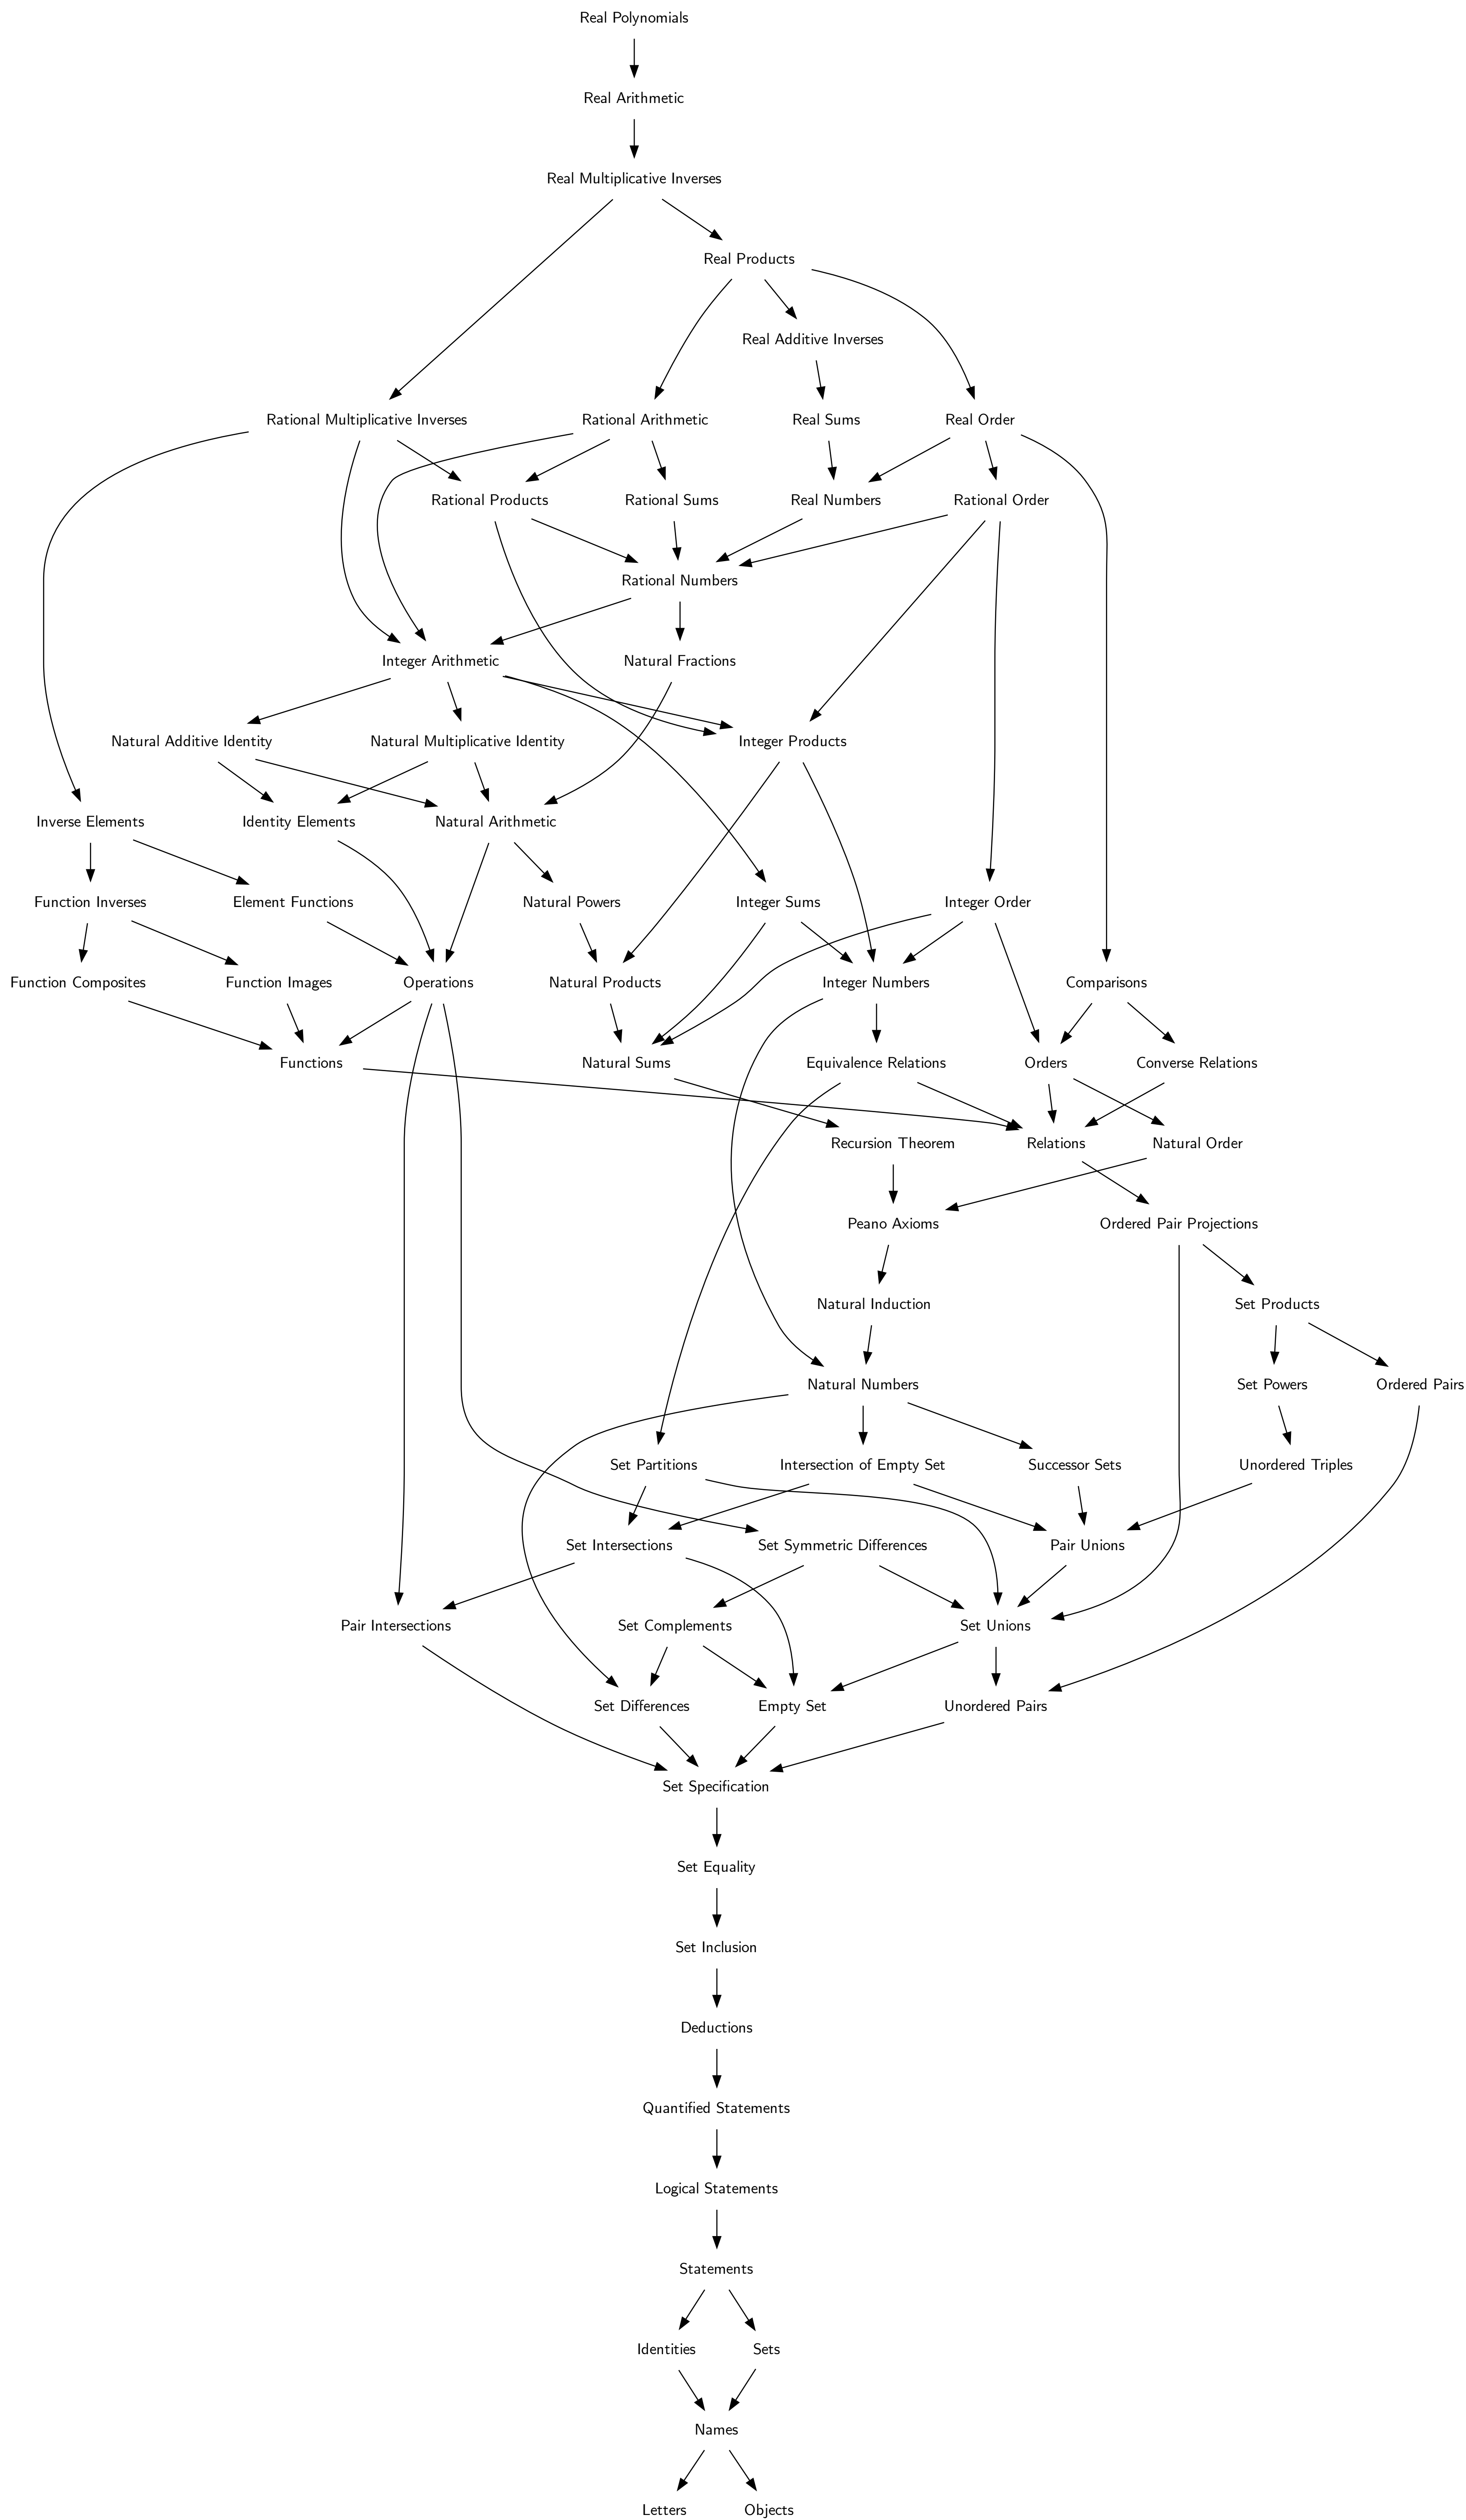 Real Polynomials
Real Arithmetic
Real Multiplicative Inverses
Real Products
Real Additive Inverses
Rational Multiplicative Inverses
Rational Arithmetic
Real Sums
Real Order
Rational Products
Rational Sums
Real Numbers
Rational Order
Rational Numbers
Integer Arithmetic
Natural Fractions
Natural Additive Identity
Natural Multiplicative Identity
Integer Products
Inverse Elements
Identity Elements
Natural Arithmetic
Function Inverses
Element Functions
Natural Powers
Integer Sums
Integer Order
Function Composites
Function Images
Operations
Natural Products
Integer Numbers
Comparisons
Functions
Natural Sums
Equivalence Relations
Orders
Converse Relations
Recursion Theorem
Relations
Natural Order
Peano Axioms
Ordered Pair Projections
Natural Induction
Set Products
Natural Numbers
Set Powers
Ordered Pairs
Set Partitions
Intersection of Empty Set
Successor Sets
Unordered Triples
Set Intersections
Set Symmetric Differences
Pair Unions
Pair Intersections
Set Complements
Set Unions
Set Differences
Empty Set
Unordered Pairs
Set Specification
Set Equality
Set Inclusion
Deductions
Quantified Statements
Logical Statements
Statements
Identities
Sets
Names
Letters
Objects